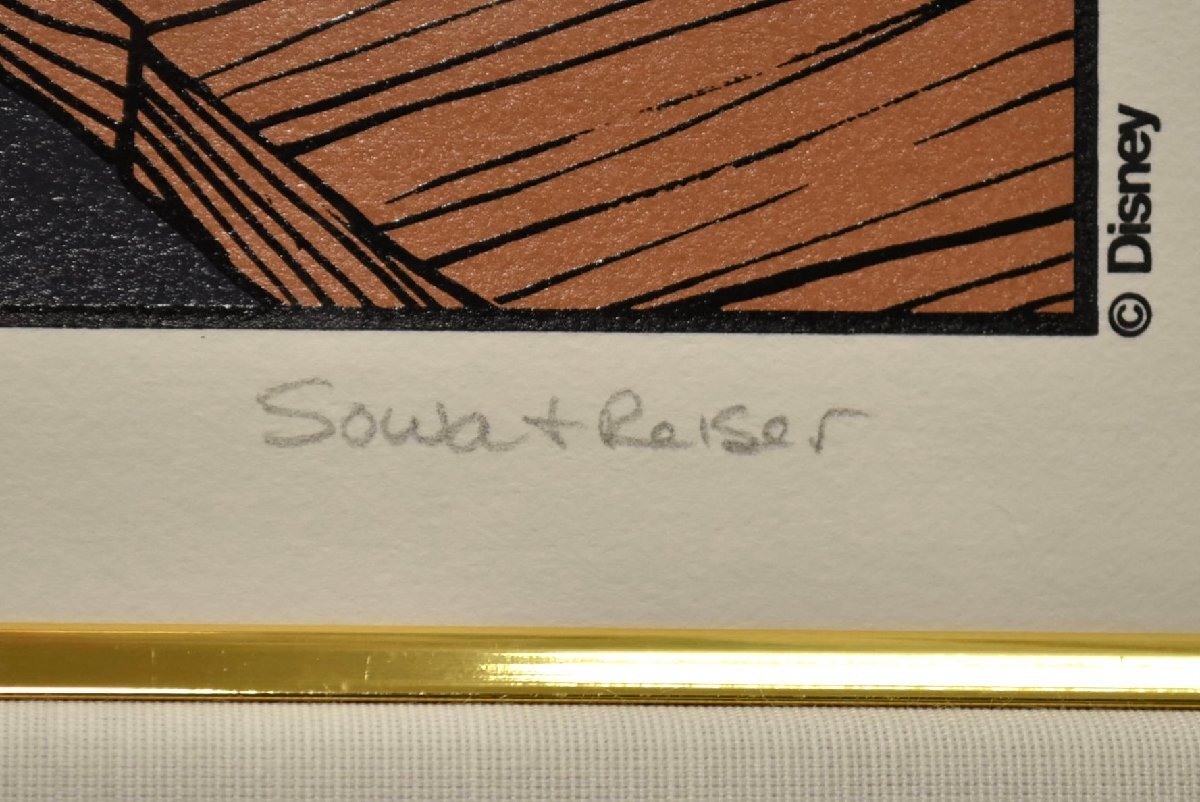 © Disney
Sowa + Reiser